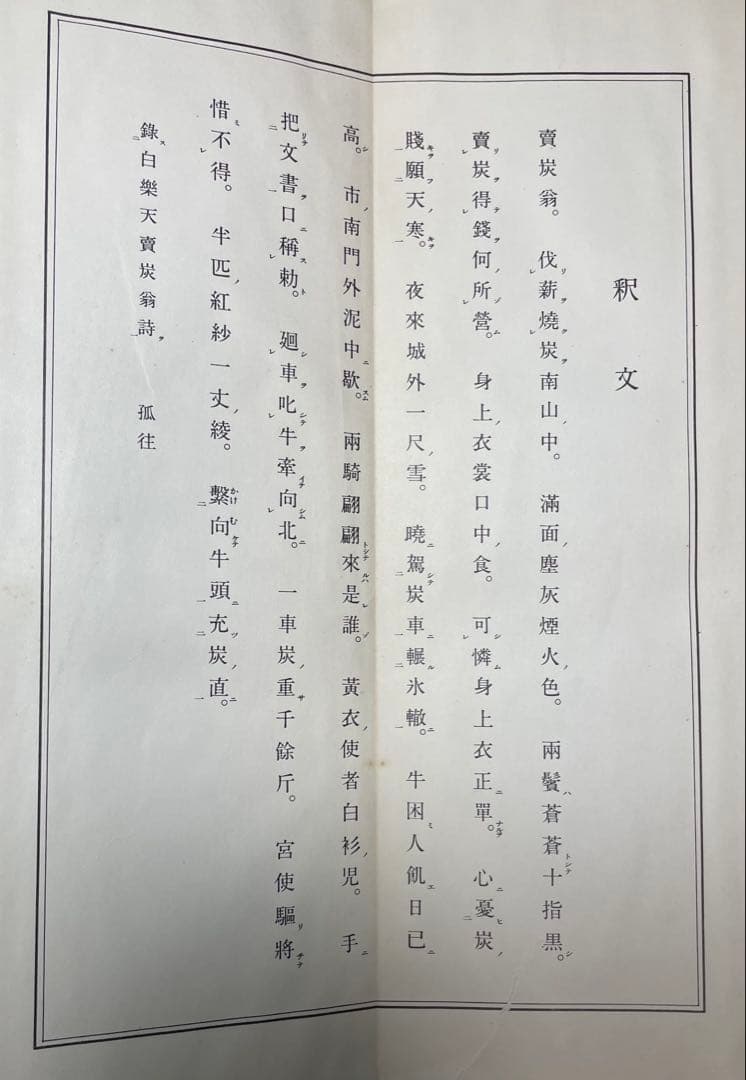 釈文
賣炭翁。伐薪燒炭南山中。滿面塵灰煙火色。兩鬢蒼蒼十指黑。
賣炭得錢何所營。身上衣裳口中食。可憐身上衣正單。心憂炭
賤願天寒。夜來城外一尺雪。曉駕炭車輾氷轍。牛困人飢日已
高。市南門外泥中歇。兩騎翩翩來是誰。黃衣使者白衫児。手
把文書口稱勅。廻車叱牛牽向北。一車炭重千餘斤。宮使驅將
惜不得。半匹紅紗一丈綾。繫向牛頭充炭直。
錄白樂天賣炭翁詩 孤往